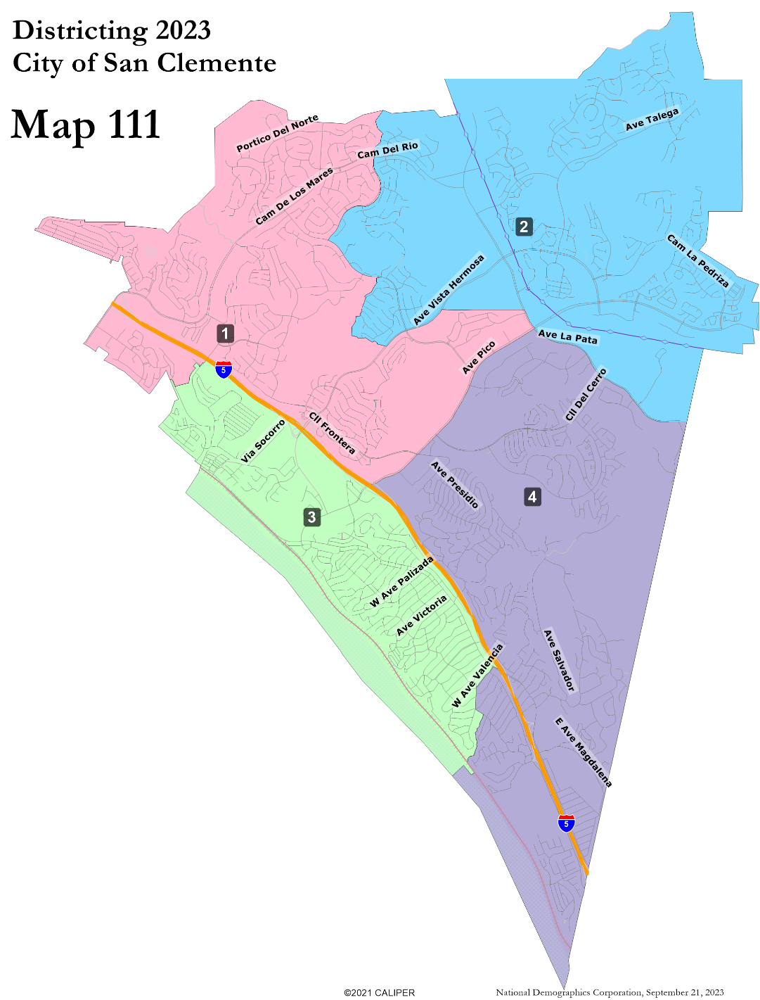 Districting 2023
City of San Clemente
Map 111
Portico Del Norte
Cam Del Rio
Ave Talega
Cam De Los Mares
2
Cam La Pedriza
Ave Vista Hermosa
1
Ave La Pata
Ave Pico
5
Cll Del Cerro
Cll Frontera
Via Socorro
Ave Presidio
4
3
W Ave Palizada
Ave Victoria
Ave Salvador
W Ave Valencia
E Ave Magdalena
5
©2021 CALIPER
National Demographics Corporation, September 21, 2023